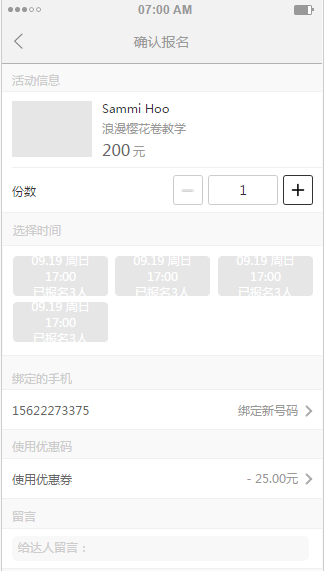 07:00 AM
确认报名
活动信息
Sammi Hoo
浪漫樱花卷教学
200 元
份数
1
选择时间
09.19 周日
17:00
已报名3人
09.19 周日
17:00
已报名3人
09.19 周日
17:00
已报名3人
09.19 周日
17:00
已报名3人
绑定的手机
15622273375 绑定新号码
使用优惠码
使用优惠券 - 25.00元
留言
给达人留言：